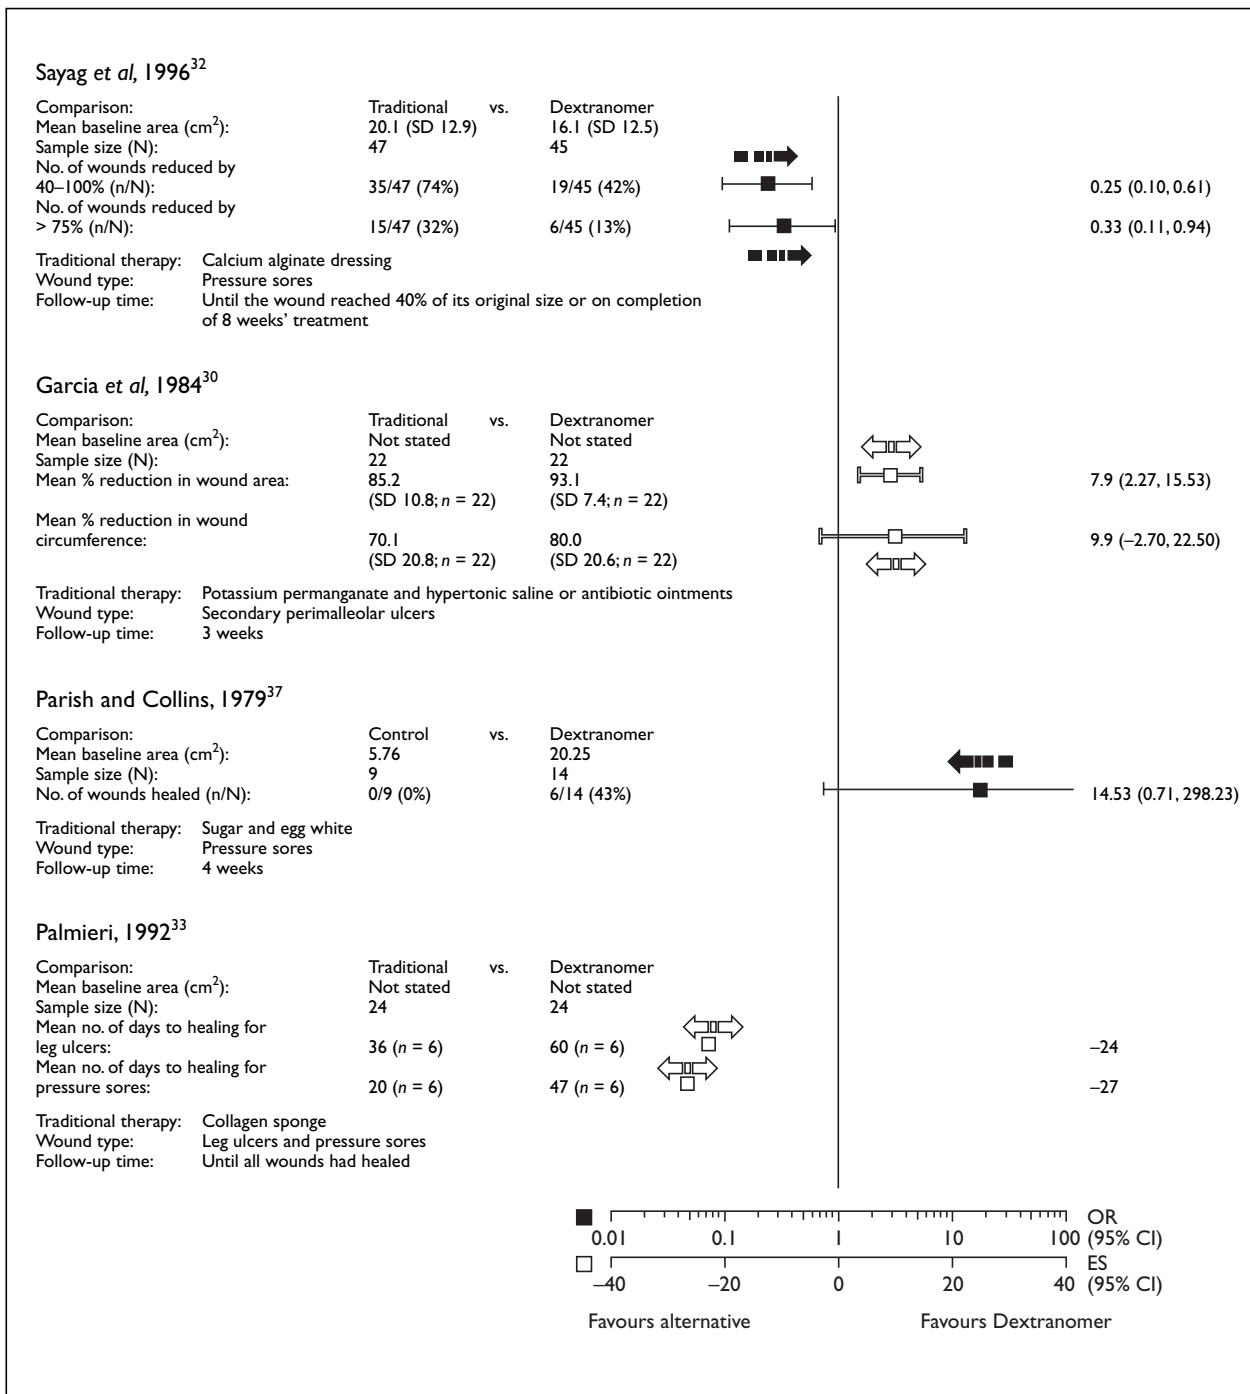 Sayag et al, 1996³²
Comparison: Traditional vs. Dextranomer
Mean baseline area (cm²): 20.1 (SD 12.9) 16.1 (SD 12.5)
Sample size (N): 47 45
No. of wounds reduced by
40–100% (n/N): 35/47 (74%) 19/45 (42%) 0.25 (0.10, 0.61)
No. of wounds reduced by
> 75% (n/N): 15/47 (32%) 6/45 (13%) 0.33 (0.11, 0.94)
Traditional therapy: Calcium alginate dressing
Wound type: Pressure sores
Follow-up time: Until the wound reached 40% of its original size or on completion
of 8 weeks’ treatment
Garcia et al, 1984³⁰
Comparison: Traditional vs. Dextranomer
Mean baseline area (cm²): Not stated Not stated
Sample size (N): 22 22
Mean % reduction in wound area: 85.2 93.1 7.9 (2.27, 15.53)
(SD 10.8; n = 22) (SD 7.4; n = 22)
Mean % reduction in wound
circumference: 70.1 80.0 9.9 (–2.70, 22.50)
(SD 20.8; n = 22) (SD 20.6; n = 22)
Traditional therapy: Potassium permanganate and hypertonic saline or antibiotic ointments
Wound type: Secondary perimalleolar ulcers
Follow-up time: 3 weeks
Parish and Collins, 1979³⁷
Comparison: Control vs. Dextranomer
Mean baseline area (cm²): 5.76 20.25
Sample size (N): 9 14
No. of wounds healed (n/N): 0/9 (0%) 6/14 (43%) 14.53 (0.71, 298.23)
Traditional therapy: Sugar and egg white
Wound type: Pressure sores
Follow-up time: 4 weeks
Palmieri, 1992³³
Comparison: Traditional vs. Dextranomer
Mean baseline area (cm²): Not stated Not stated
Sample size (N): 24 24
Mean no. of days to healing for
leg ulcers: 36 (n = 6) 60 (n = 6) –24
Mean no. of days to healing for
pressure sores: 20 (n = 6) 47 (n = 6) –27
Traditional therapy: Collagen sponge
Wound type: Leg ulcers and pressure sores
Follow-up time: Until all wounds had healed
OR
0.01 0.1 1 10 100 (95% CI)
ES
–40 –20 0 20 40 (95% CI)
Favours alternative Favours Dextranomer